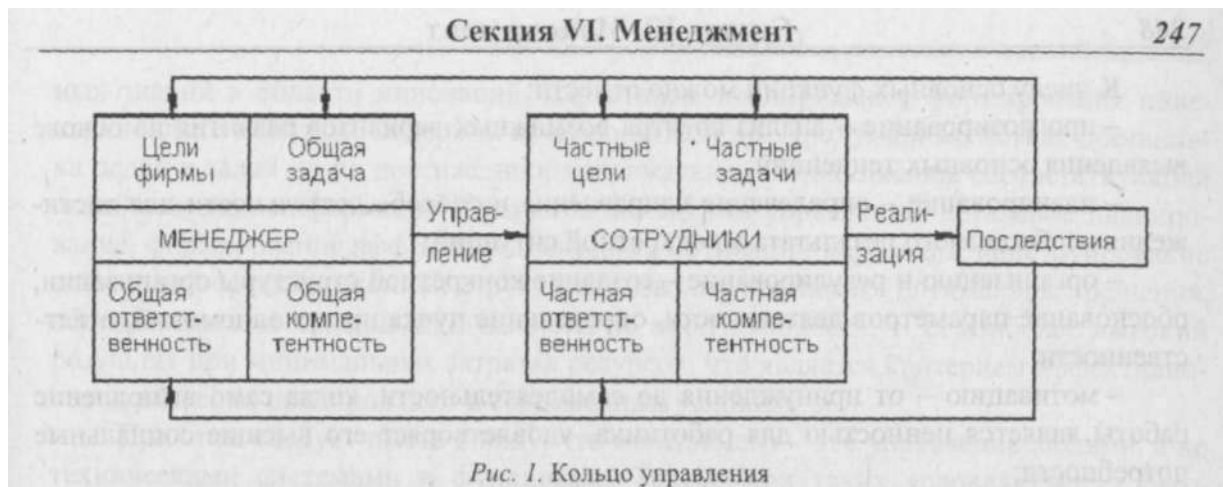 Секция VI. Менеджмент
247
Цели
фирмы
Общая
задача
МЕНЕДЖЕР
Общая
ответст-
венность
Общая
компе-
тентность
Управ-
ление
Частные
цели
Частные
задачи
СОТРУДНИКИ
Частная
ответст-
венность
Частная
компе-
тентность
Реали-
зация
Последствия
Рис. 1. Кольцо управления